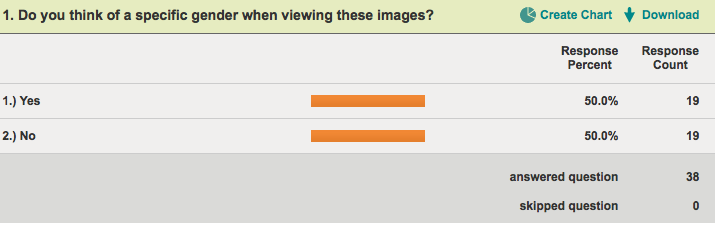 1. Do you think of a specific gender when viewing these images? Create Chart Download
Response Percent Response Count
1.) Yes 50.0% 19
2.) No 50.0% 19
answered question 38
skipped question 0